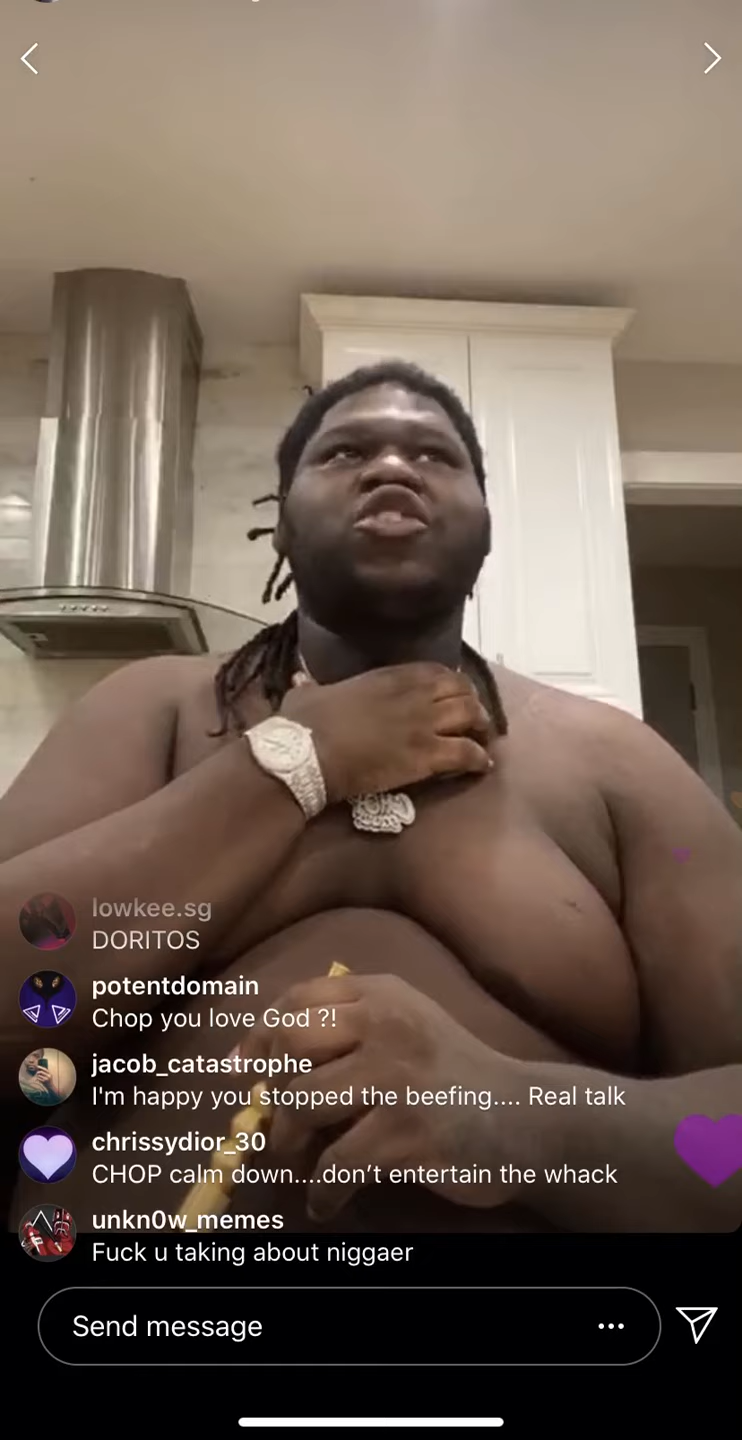 lowkee.sg
DORITOS
potentdomain
Chop you love God ?!
jacob_catastrophe
I'm happy you stopped the beefing.... Real talk
chrissydior_30
CHOP calm down....don't entertain the whack
unkn0w_memes
Fuck u taking about niggaer
Send message